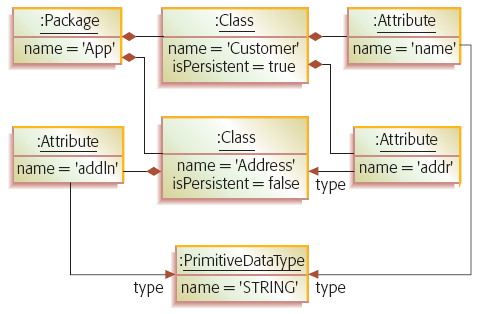 :Package
name = 'App'
:Class
name = 'Customer'
isPersistent = true
:Attribute
name = 'name'
:Attribute
name = 'addln'
:Class
name = 'Address'
isPersistent = false
:Attribute
name = 'addr'
type
:PrimitiveDataType
name = 'STRING'
type
type